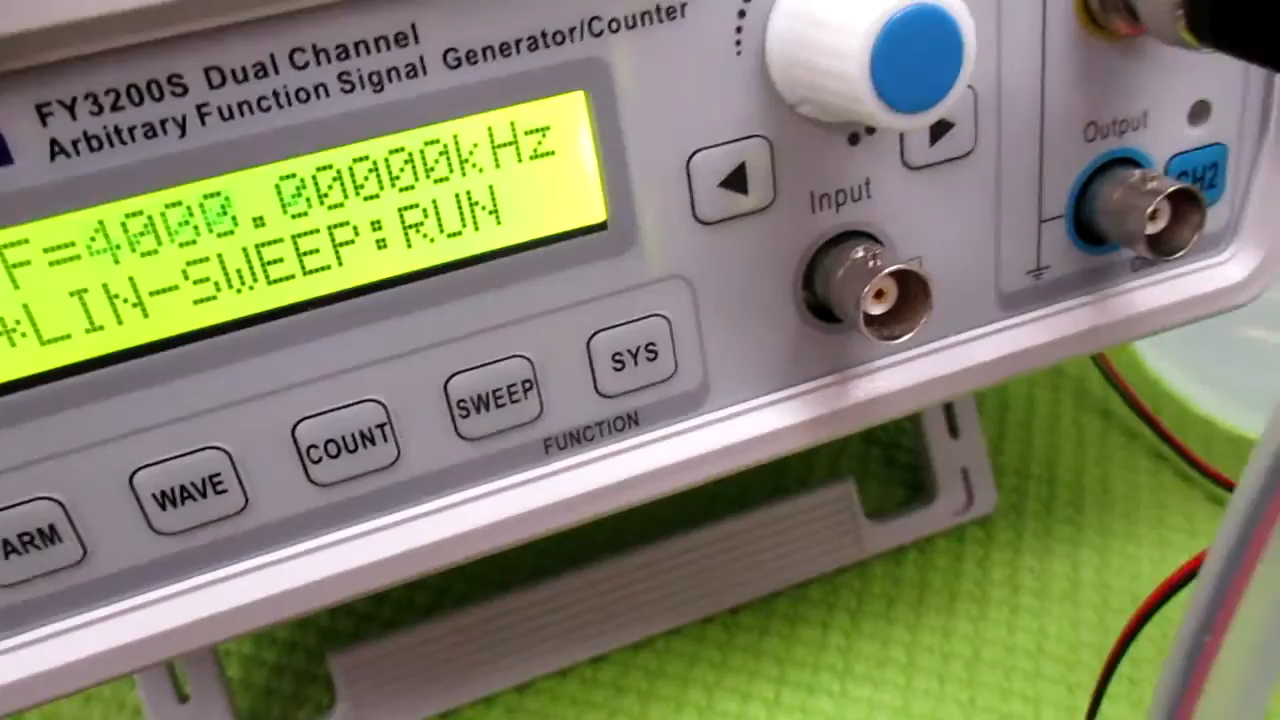 FY3200S Dual Channel
Arbitrary Function Signal Generator/Counter
F=4000.00000kHz
*LIN-SWEEP:RUN
Input
Output
CH2
ARM
WAVE
COUNT
SWEEP
SYS
FUNCTION